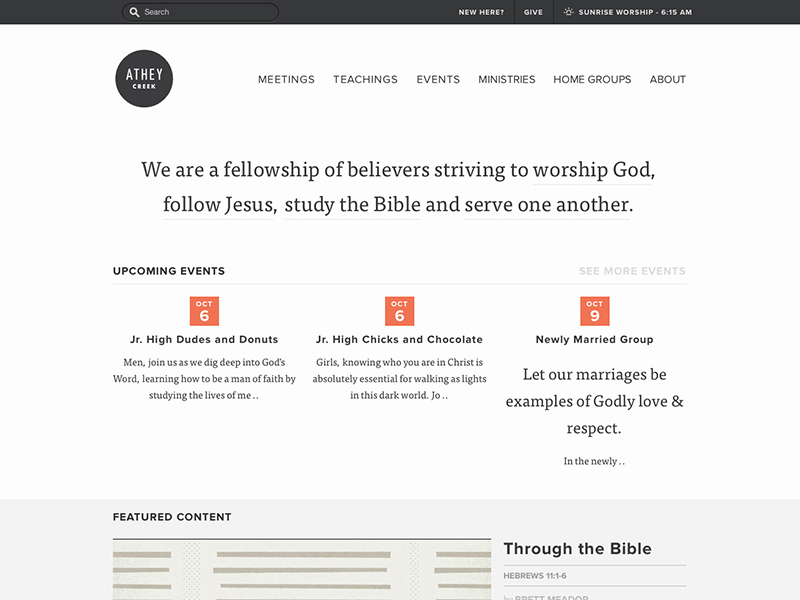 Search
NEW HERE?
GIVE
SUNRISE WORSHIP - 6:15 AM
ATHEY
CREEK
MEETINGS
TEACHINGS
EVENTS
MINISTRIES
HOME GROUPS
ABOUT
We are a fellowship of believers striving to worship God,
follow Jesus, study the Bible and serve one another.
UPCOMING EVENTS
SEE MORE EVENTS
OCT
6
Jr. High Dudes and Donuts
Men, join us as we dig deep into God's
Word, learning how to be a man of faith by
studying the lives of me ..
OCT
6
Jr. High Chicks and Chocolate
Girls, knowing who you are in Christ is
absolutely essential for walking as lights
in this dark world. Jo ..
OCT
9
Newly Married Group
Let our marriages be
examples of Godly love &
respect.
In the newly ..
FEATURED CONTENT
Through the Bible
HEBREWS 11:1-6
by BRETT MEADOR